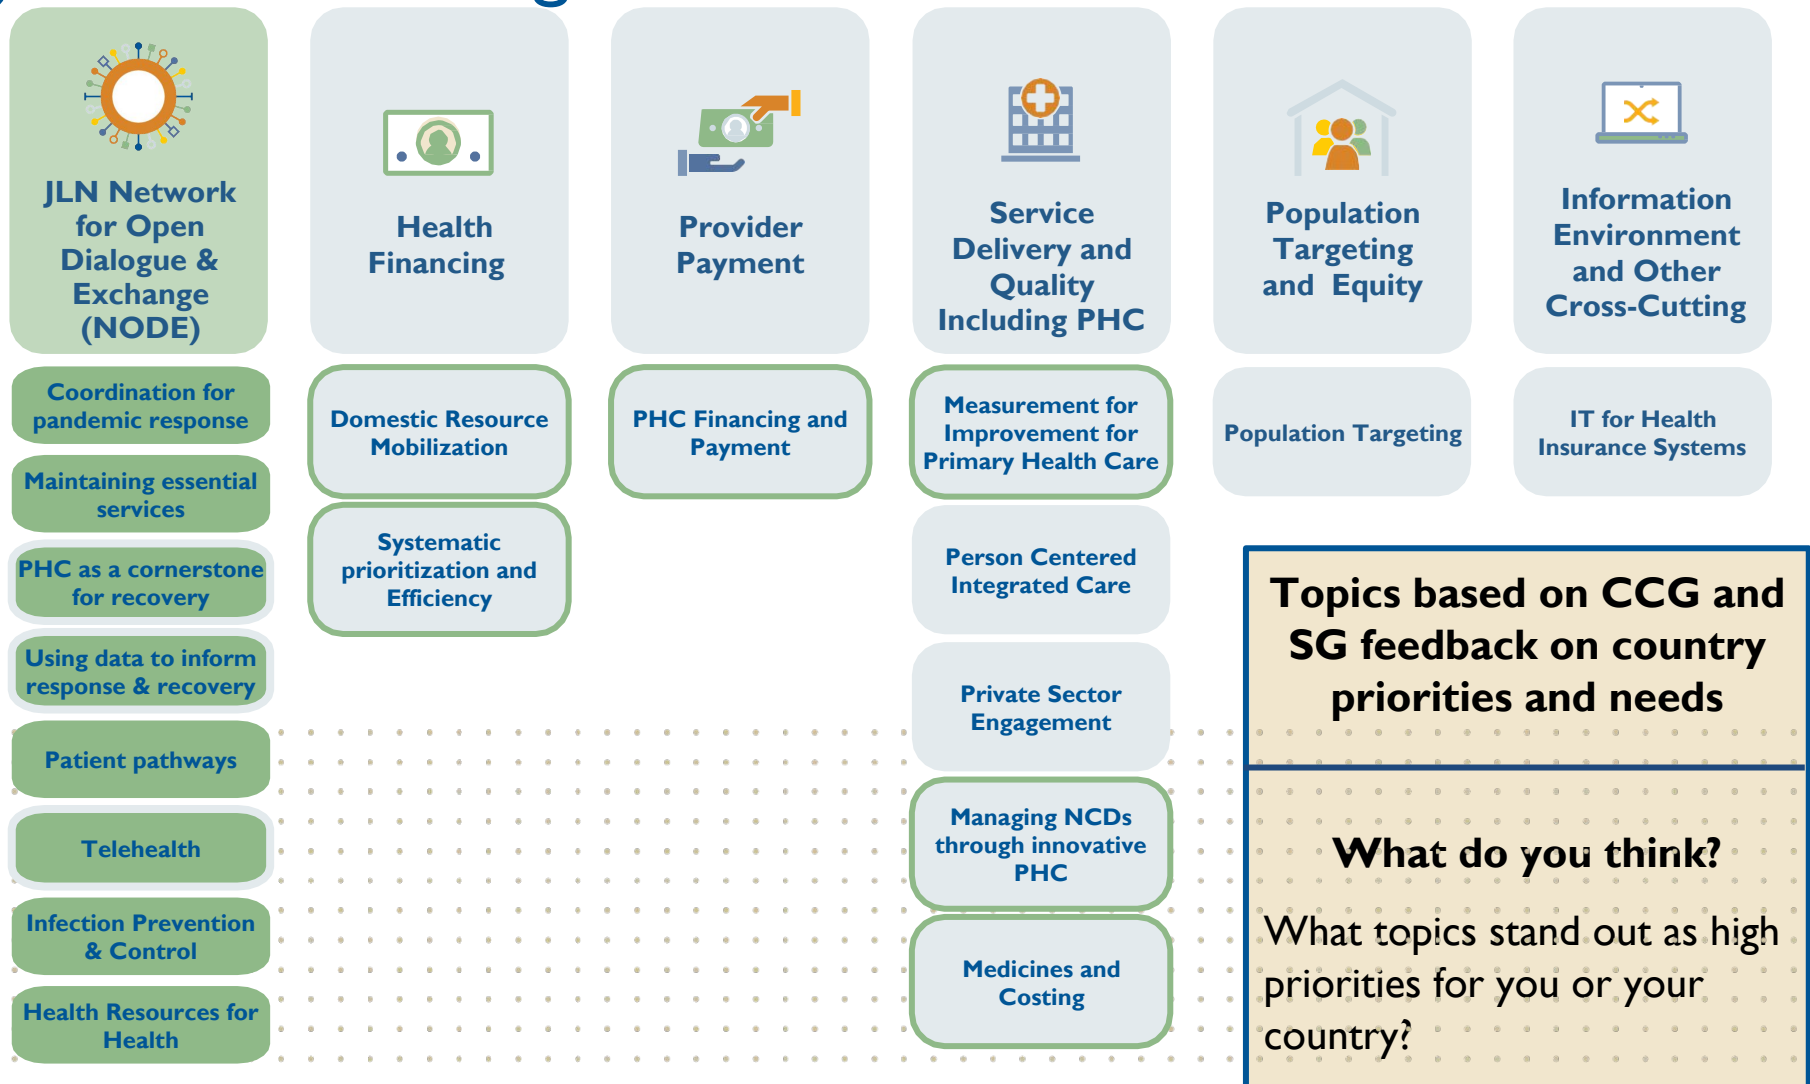 JLN Network
for Open
Dialogue &
Exchange
(NODE)
Coordination for
pandemic response
Maintaining essential
services
PHC as a cornerstone
for recovery
Using data to inform
response & recovery
Patient pathways
Telehealth
Infection Prevention
& Control
Health Resources for
Health
Health
Financing
Domestic Resource
Mobilization
Systematic
prioritization and
Efficiency
Provider
Payment
PHC Financing and
Payment
Service
Delivery and
Quality
Including PHC
Measurement for
Improvement for
Primary Health Care
Person Centered
Integrated Care
Private Sector
Engagement
Managing NCDs
through innovative
PHC
Medicines and
Costing
Population
Targeting
and Equity
Population Targeting
Information
Environment
and Other
Cross-Cutting
IT for Health
Insurance Systems
Topics based on CCG and
SG feedback on country
priorities and needs
What do you think?
What topics stand out as high
priorities for you or your
country?